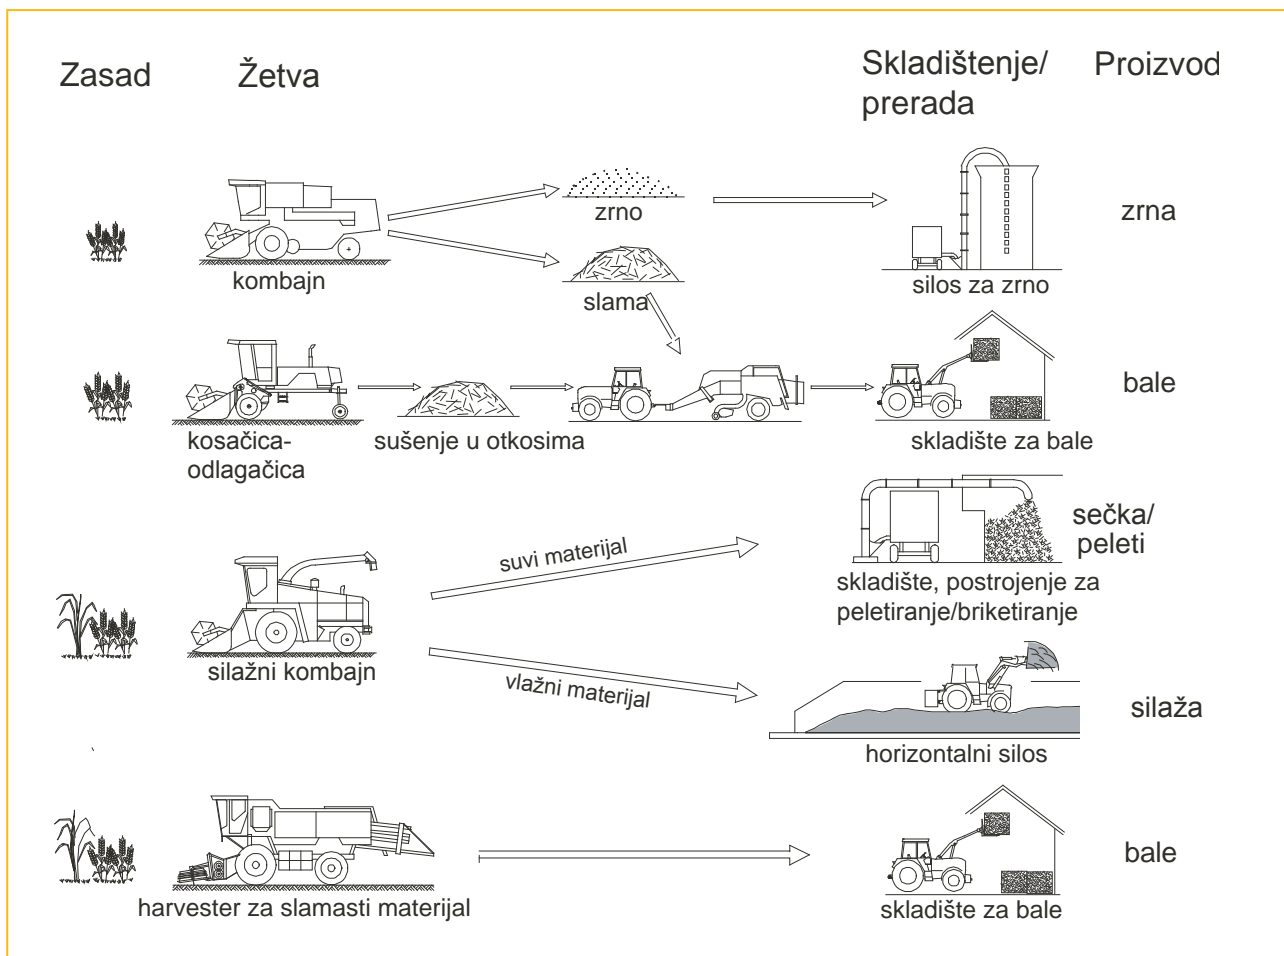 Zasad
Žetva
Skladištenje/
prerada
Proizvod
zrno
zrna
kombajn
slama
silos za zrno
bale
kosačica-
odlagačica
sušenje u otkosima
skladište za bale
suvi materijal
sečka/
peleti
skladište, postrojenje za
peletiranje/briketiranje
silažni kombajn
vlažni materijal
silaža
horizontalni silos
bale
harvester za slamasti materijal
skladište za bale